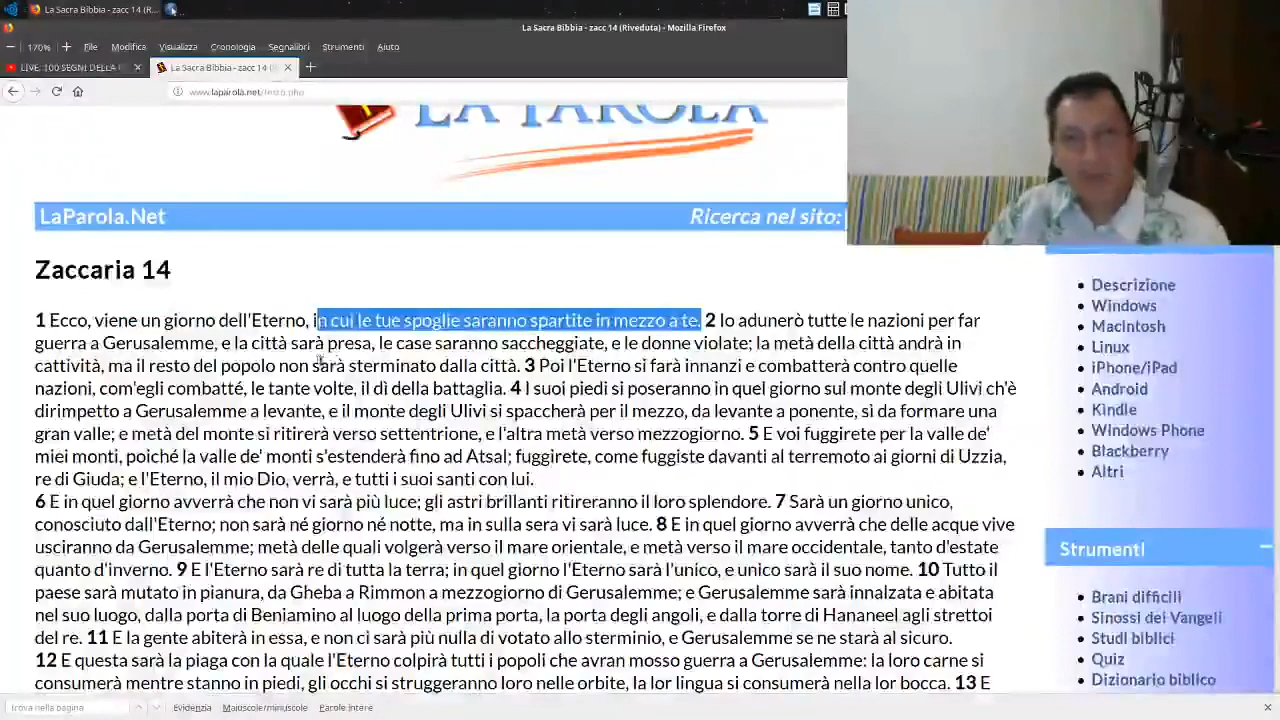 La Sacra Bibbia - zacc 14 (R...
La Sacra Bibbia - zacc 14 (Riveduta) - Mozilla Firefox
170%
File Modifica Visualizza Cronologia Segnalibri Strumenti Aiuto
LIVE: 100 SEGNI DELLA
La Sacra Bibbia - zacc 14 (
www.laparola.net/testo.php
LA PAROLA
LaParola.Net
Ricerca nel sito:
Zaccaria 14
1 Ecco, viene un giorno dell'Eterno, in cui le tue spoglie saranno spartite in mezzo a te. 2 Io adunerò tutte le nazioni per far
guerra a Gerusalemme, e la città sarà presa, le case saranno saccheggiate, e le donne violate; la metà della città andrà in
cattività, ma il resto del popolo non sarà sterminato dalla città. 3 Poi l'Eterno si farà innanzi e combatterà contro quelle
nazioni, com'egli combatté, le tante volte, il dì della battaglia. 4 I suoi piedi si poseranno in quel giorno sul monte degli Ulivi ch'è
dirimpetto a Gerusalemme a levante, e il monte degli Ulivi si spaccherà per il mezzo, da levante a ponente, sì da formare una
gran valle; e metà del monte si ritirerà verso settentrione, e l'altra metà verso mezzogiorno. 5 E voi fuggirete per la valle de'
miei monti, poiché la valle de' monti s'estenderà fino ad Atsal; fuggirete, come fuggiste davanti al terremoto ai giorni di Uzzia,
re di Giuda; e l'Eterno, il mio Dio, verrà, e tutti i suoi santi con lui.
6 E in quel giorno avverrà che non vi sarà più luce; gli astri brillanti ritireranno il loro splendore. 7 Sarà un giorno unico,
conosciuto dall'Eterno; non sarà né giorno né notte, ma in sulla sera vi sarà luce. 8 E in quel giorno avverrà che delle acque vive
usciranno da Gerusalemme; metà delle quali volgerà verso il mare orientale, e metà verso il mare occidentale, tanto d'estate
quanto d'inverno. 9 E l'Eterno sarà re di tutta la terra; in quel giorno l'Eterno sarà l'unico, e unico sarà il suo nome. 10 Tutto il
paese sarà mutato in pianura, da Gheba a Rimmon a mezzogiorno di Gerusalemme; e Gerusalemme sarà innalzata e abitata
nel suo luogo, dalla porta di Beniamino al luogo della prima porta, la porta degli angoli, e dalla torre di Hananeel agli strettoi
del re. 11 E la gente abiterà in essa, e non ci sarà più nulla di votato allo sterminio, e Gerusalemme se ne starà al sicuro.
12 E questa sarà la piaga con la quale l'Eterno colpirà tutti i popoli che avran mosso guerra a Gerusalemme: la loro carne si
consumerà mentre stanno in piedi, gli occhi si struggeranno loro nelle orbite, la lor lingua si consumerà nella lor bocca. 13 E
Descrizione
Windows
Macintosh
Linux
iPhone/iPad
Android
Kindle
Windows Phone
Blackberry
Altri
Strumenti
Brani difficili
Sinossi dei Vangeli
Studi biblici
Quiz
Dizionario biblico
Trova nella pagina
Evidenzia Maiuscole/minuscole Parole intere